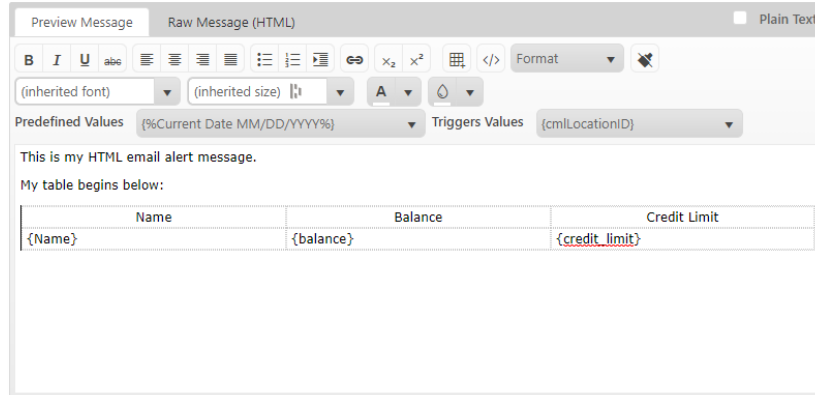 Preview Message Raw Message (HTML) Plain Text
B I U abc x₂ x² </> Format
(inherited font) (inherited size) A
Predefined Values {%Current Date MM/DD/YYYY%} Triggers Values {cmlLocationID}
This is my HTML email alert message.
My table begins below:
Name Balance Credit Limit
{Name} {balance} {credit_limit}